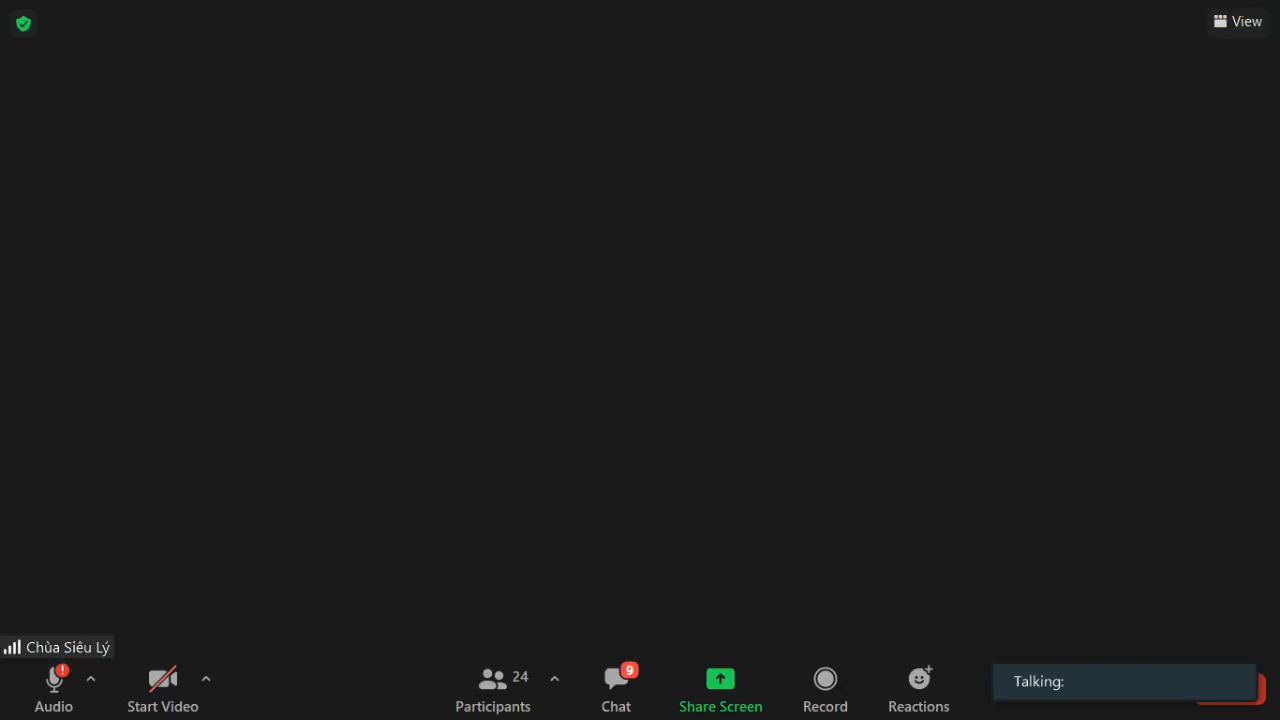 View
Chùa Siêu Lý
Audio
Start Video
24
Participants
9
Chat
Share Screen
Record
Reactions
Talking: